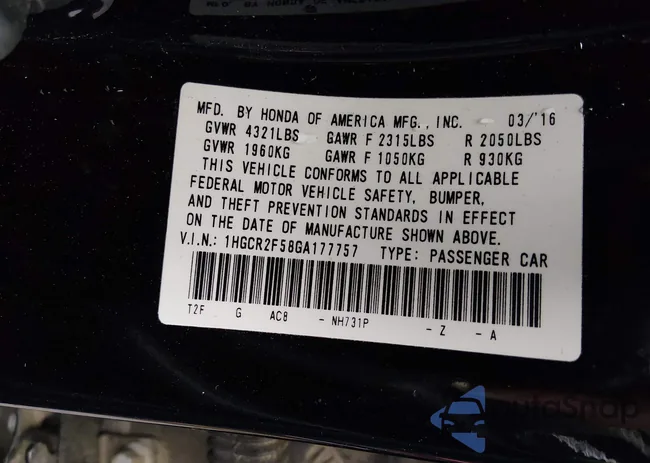 MFD. BY HONDA OF AMERICA MFG., INC. 03/'16
GVWR 4321LBS GAWR F 2315LBS R 2050LBS
GVWR 1960KG GAWR F 1050KG R 930KG
THIS VEHICLE CONFORMS TO ALL APPLICABLE
FEDERAL MOTOR VEHICLE SAFETY, BUMPER,
AND THEFT PREVENTION STANDARDS IN EFFECT
ON THE DATE OF MANUFACTURE SHOWN ABOVE.
V.I.N.: 1HGCR2F58GA177757 TYPE: PASSENGER CAR
T2F G AC8 - NH731P - Z - A